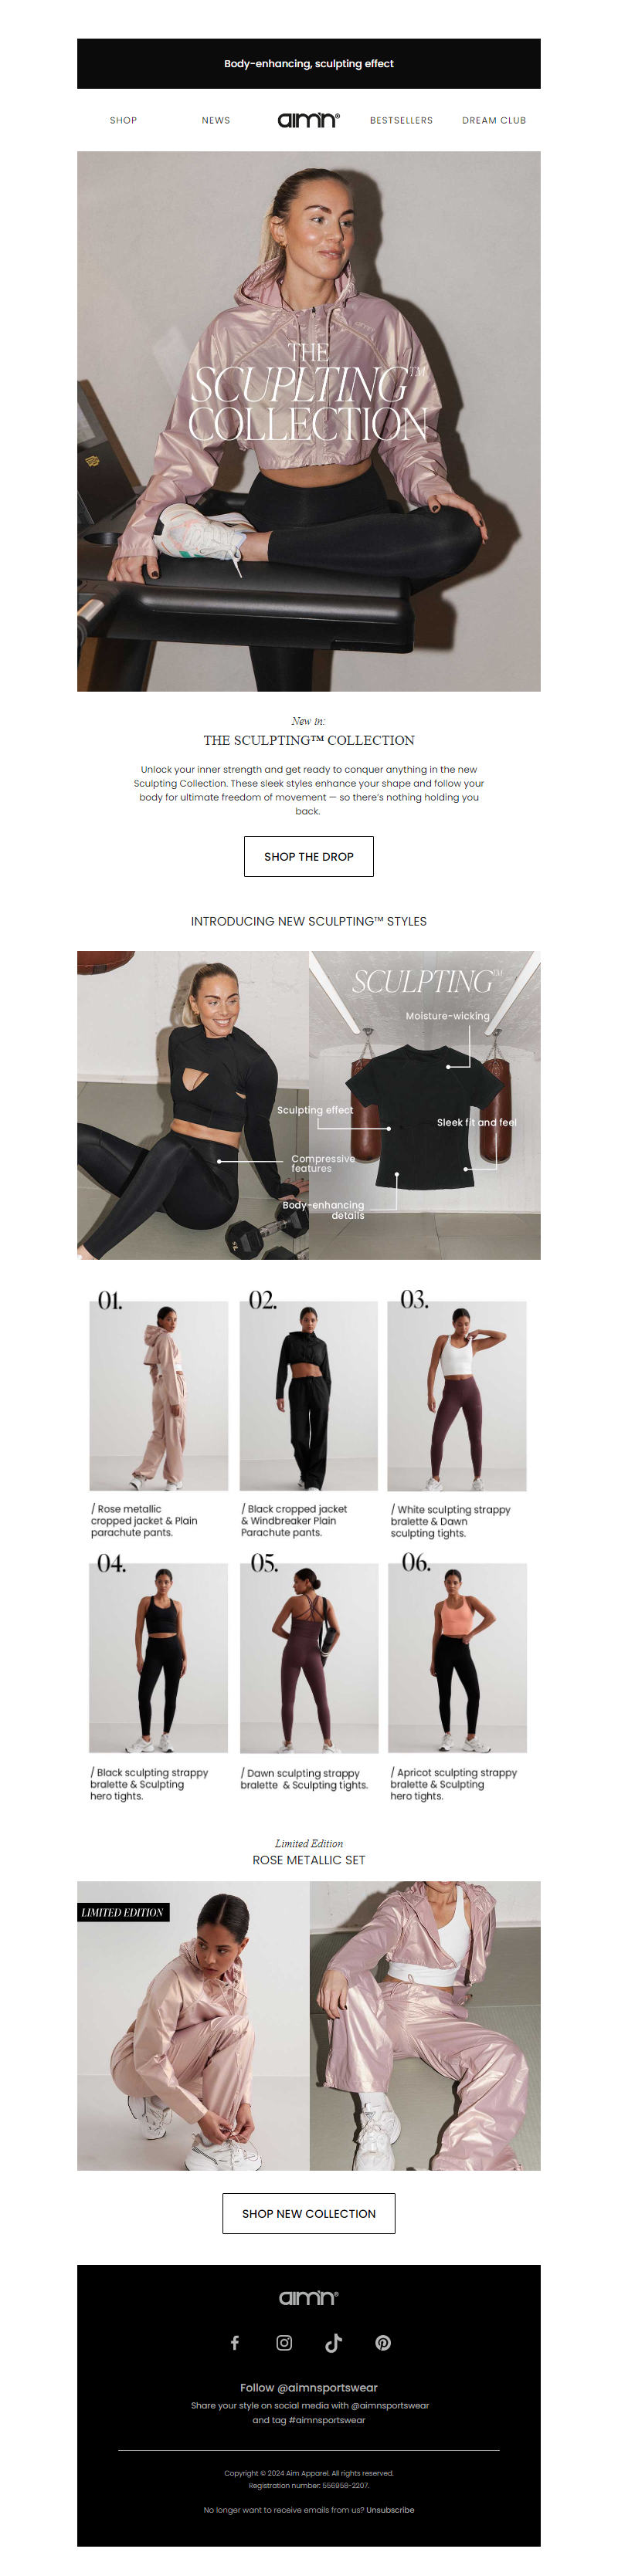 Body-enhancing, sculpting effect
SHOP
NEWS
aim'n®
BESTSELLERS
DREAM CLUB
THE
SCUPLTING™
COLLECTION
New in:
THE SCULPTING™ COLLECTION
Unlock your inner strength and get ready to conquer anything in the new
Sculpting Collection. These sleek styles enhance your shape and follow your
body for ultimate freedom of movement — so there's nothing holding you
back.
SHOP THE DROP
INTRODUCING NEW SCULPTING™ STYLES
SCULPTING™
Moisture-wicking
Sculpting effect
Sleek fit and feel
Compressive
features
Body-enhancing
details
01.
02.
03.
/ Rose metallic
cropped jacket & Plain
parachute pants.
/ Black cropped jacket
& Windbreaker Plain
Parachute pants.
/ White sculpting strappy
bralette & Dawn
sculpting tights.
04.
05.
06.
/ Black sculpting strappy
bralette & Sculpting
hero tights.
/ Dawn sculpting strappy
bralette & Sculpting tights.
/ Apricot sculpting strappy
bralette & Sculpting
hero tights.
Limited Edition
ROSE METALLIC SET
LIMITED EDITION
SHOP NEW COLLECTION
aim'n®
Follow @aimnsportswear
Share your style on social media with @aimnsportswear
and tag #aimnsportswear
Copyright © 2024 Aim Apparel. All rights reserved.
Registration number: 556958-2207.
No longer want to receive emails from us? Unsubscribe